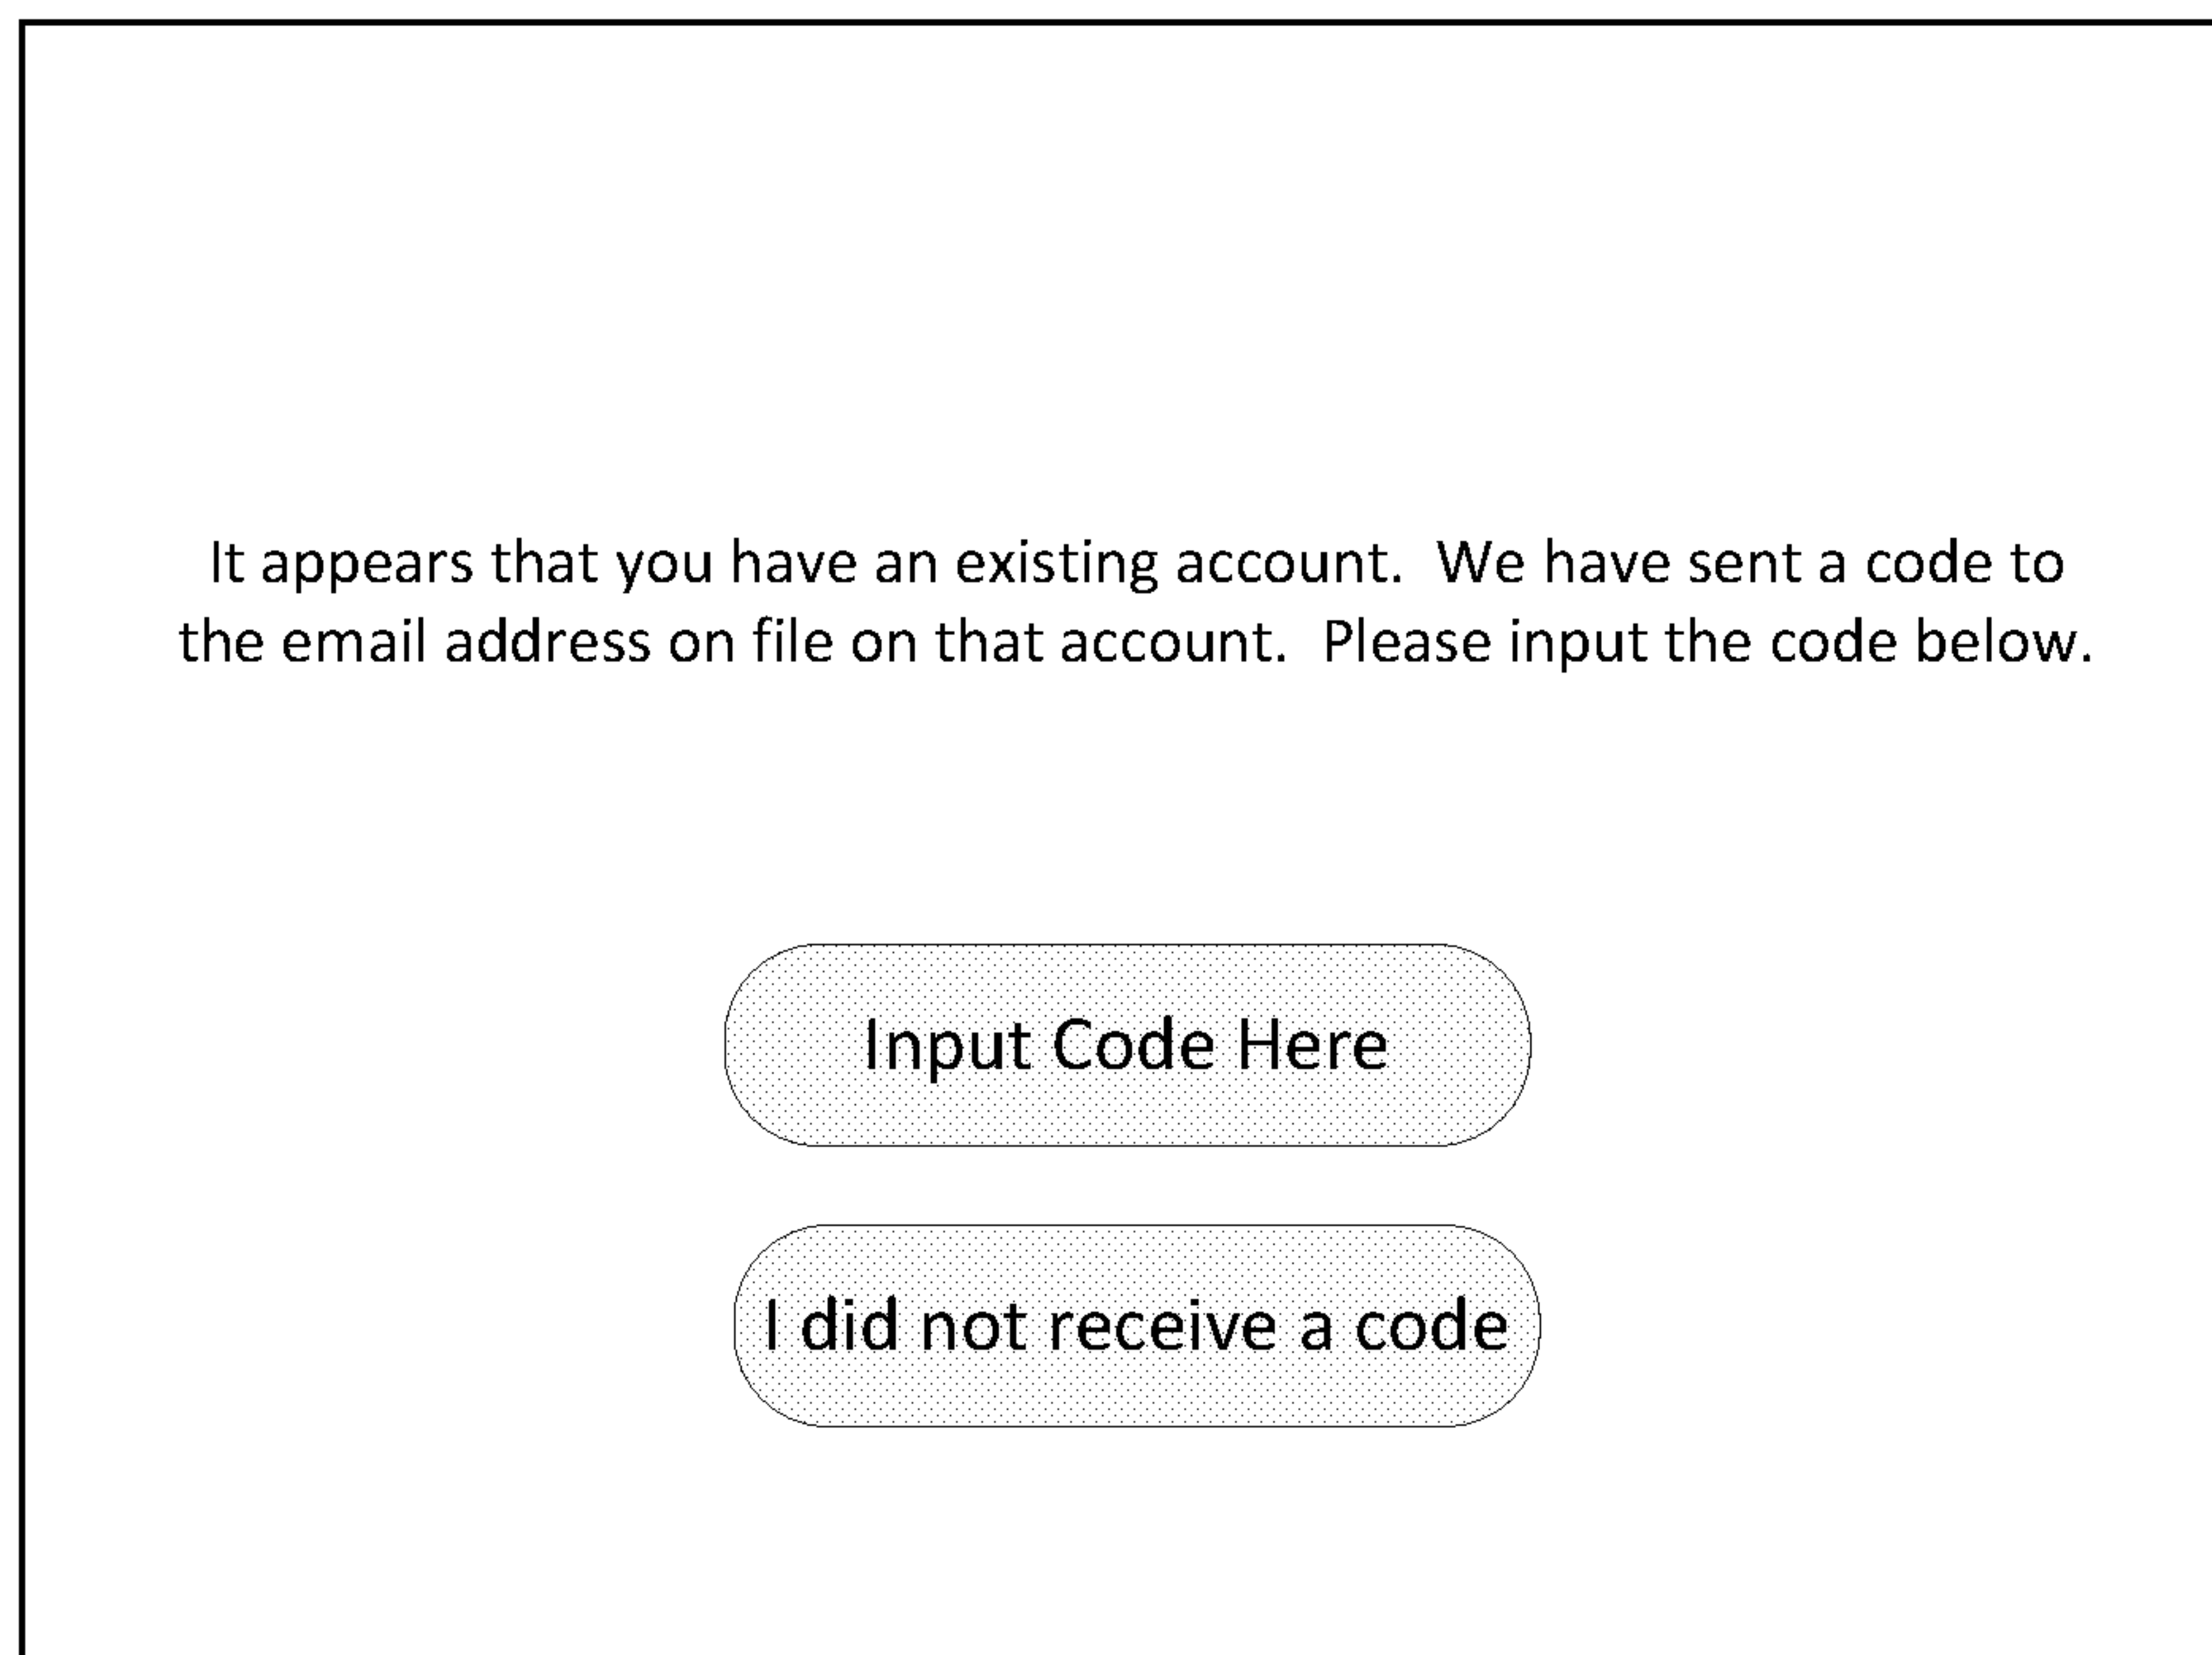 It appears that you have an existing account.  We have sent a code to
the email address on file on that account.  Please input the code below.
Input Code Here
I did not receive a code